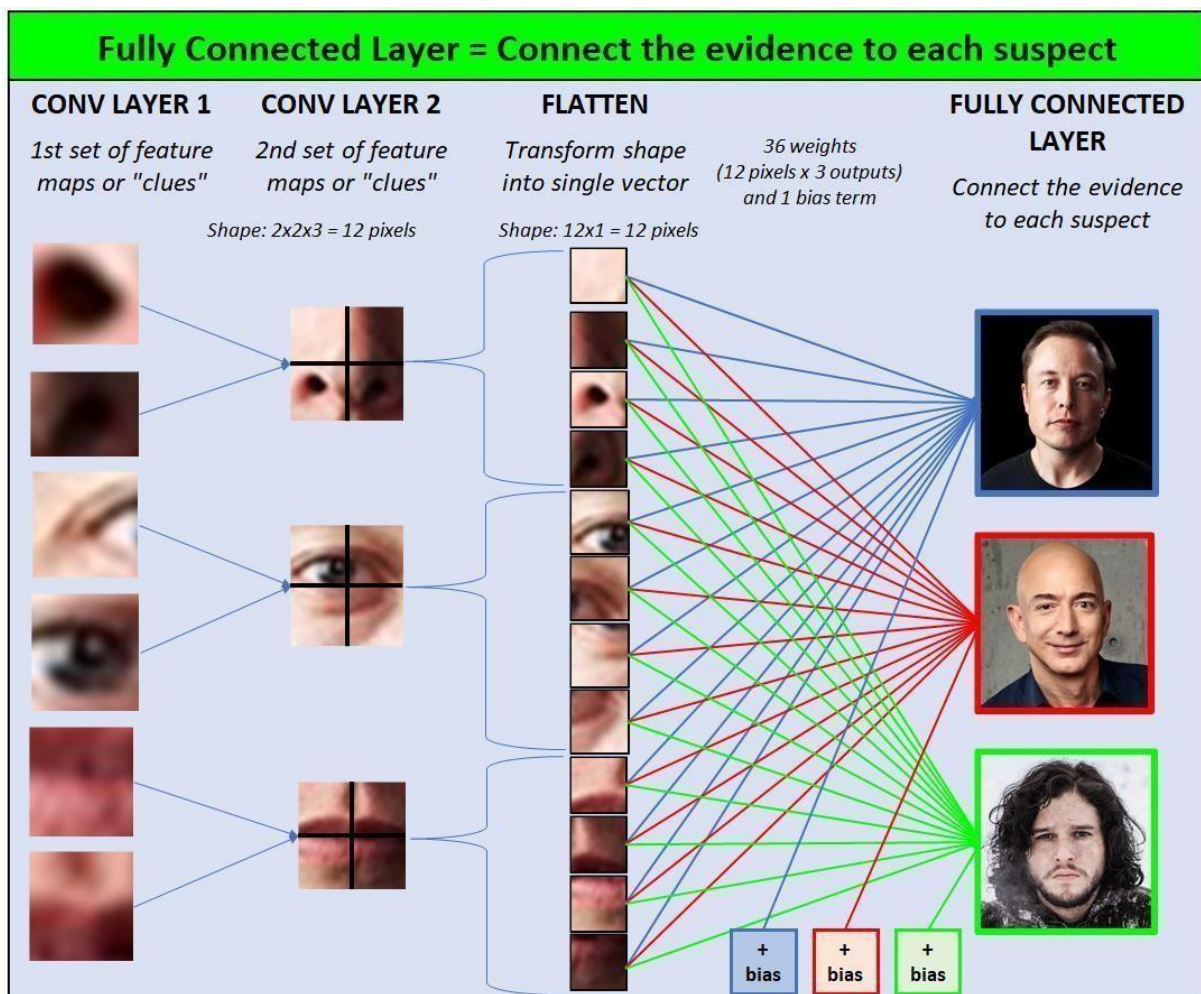 Fully Connected Layer = Connect the evidence to each suspect
CONV LAYER 1
1st set of feature
maps or "clues"
CONV LAYER 2
2nd set of feature
maps or "clues"
Shape: 2x2x3 = 12 pixels
FLATTEN
Transform shape
into single vector
Shape: 12x1 = 12 pixels
36 weights
(12 pixels x 3 outputs)
and 1 bias term
FULLY CONNECTED
LAYER
Connect the evidence
to each suspect
+
bias
+
bias
+
bias